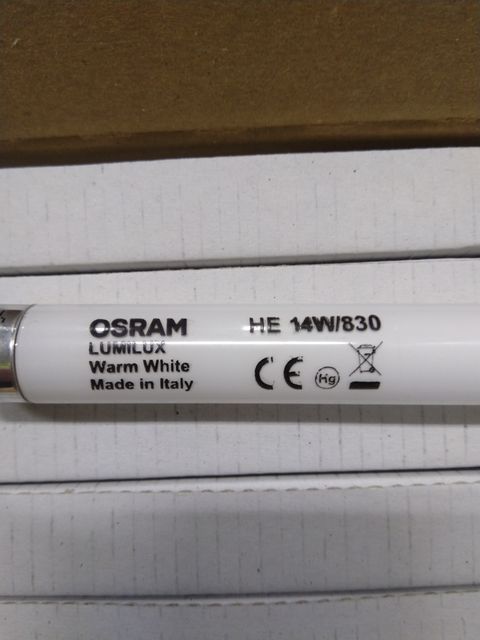 OSRAM
LUMILUX
Warm White
Made in Italy
HE 14W/830
CE Hg